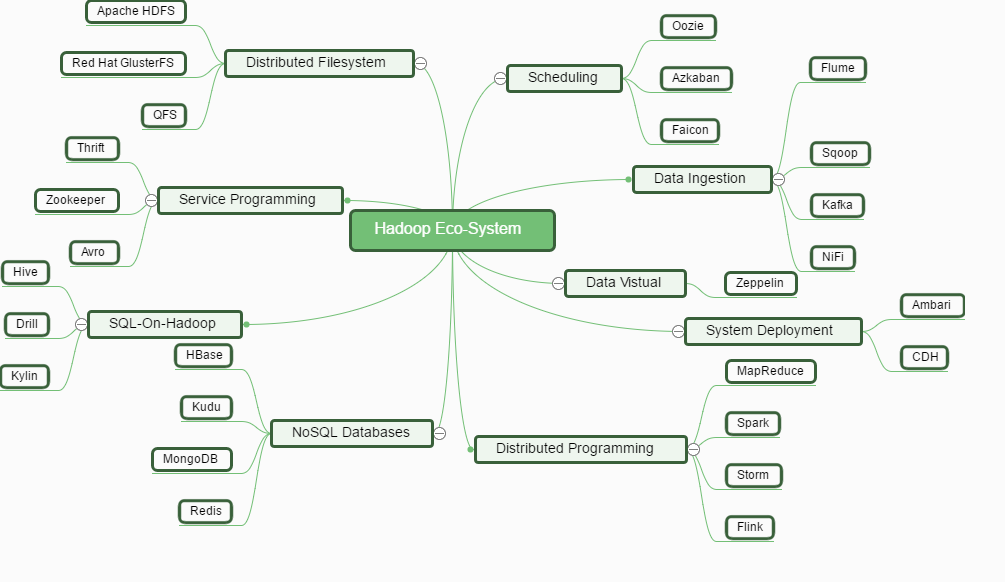 Hadoop Eco-System
Distributed Filesystem
Apache HDFS
Red Hat GlusterFS
QFS
Service Programming
Thrift
Zookeeper
Avro
SQL-On-Hadoop
Hive
Drill
Kylin
NoSQL Databases
HBase
Kudu
MongoDB
Redis
Scheduling
Oozie
Azkaban
Faicon
Data Ingestion
Flume
Sqoop
Kafka
NiFi
Data Vistual
Zeppelin
System Deployment
Ambari
CDH
Distributed Programming
MapReduce
Spark
Storm
Flink